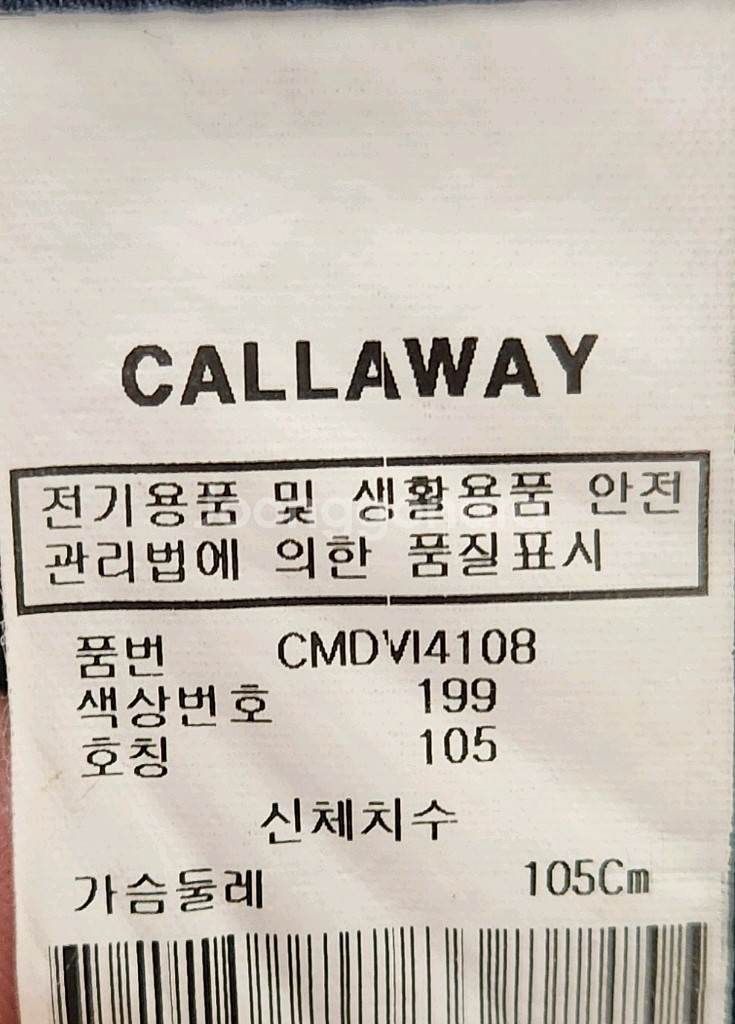 CALLAWAY
전기용품 및 생활용품 안전
관리법에 의한 품질표시
품번 CMDVI4108
색상번호 199
호칭 105
신체치수
가슴둘레 105Cm